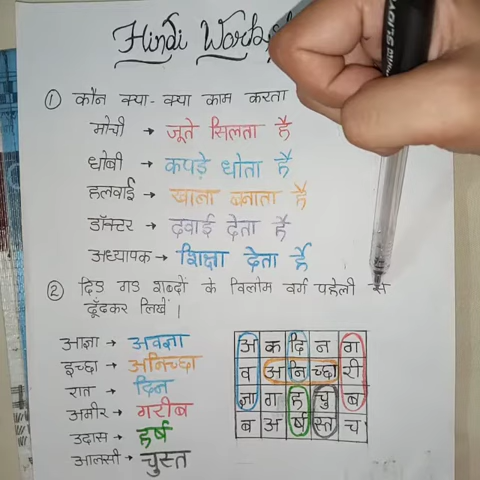 Hindi
① कौन क्या-क्या काम करता
मोची → जूते सिलता है
धोबी → कपड़े धोता है
हलवाई → खाना बनाता है
डॉक्टर → दवाई देता है
अध्यापक → शिक्षा देता है
② दिए गए शब्दों के विलोम वर्ग पहेली से
ढूँढकर लिखें।
आज्ञा → अवज्ञा
इच्छा → अनिच्छा
रात → दिन
अमीर → गरीब
उदास → हर्ष
आलसी → चुस्त
अ क दि न ग
व अ नि च्छा री
ज्ञा ग ह चु ब
ब अ र्ष स्त च